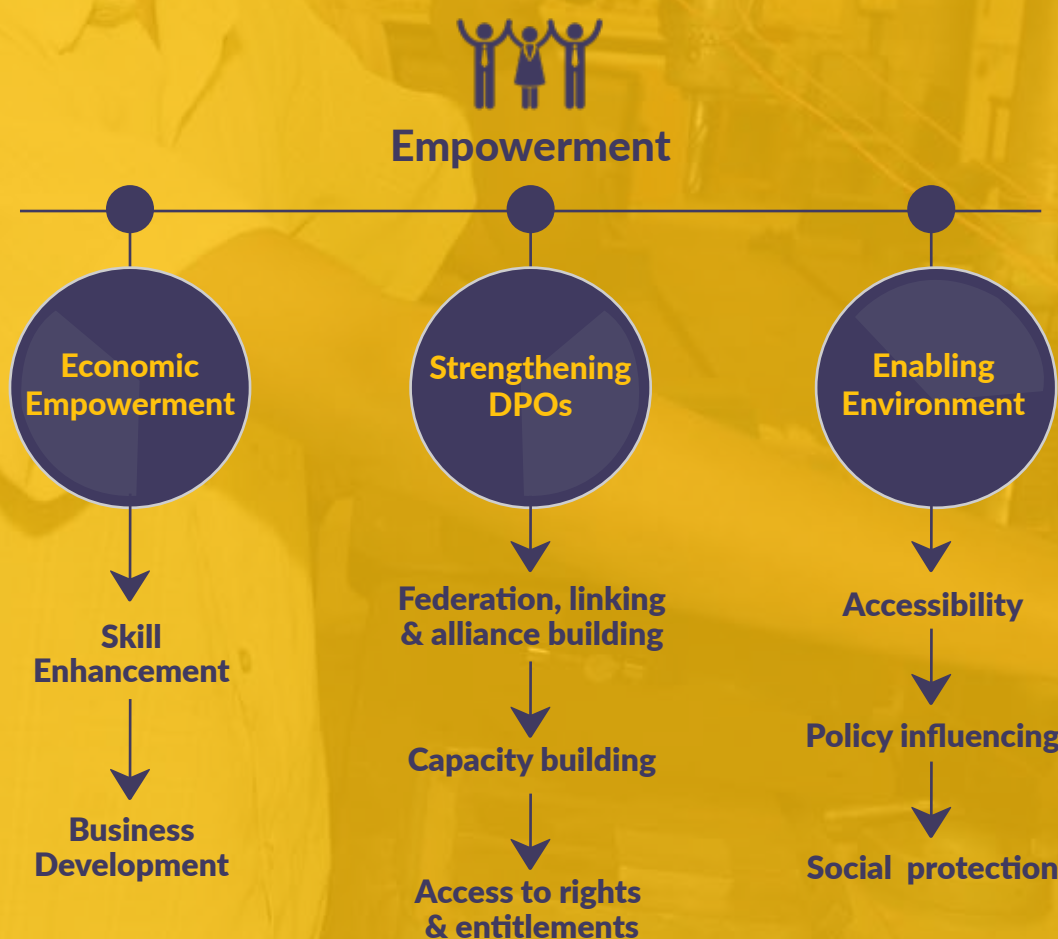 Empowerment
Economic
Empowerment
Skill
Enhancement
Business
Development
Strengthening
DPOs
Federation, linking
& alliance building
Capacity building
Access to rights
& entitlements
Enabling
Environment
Accessibility
Policy influencing
Social protection